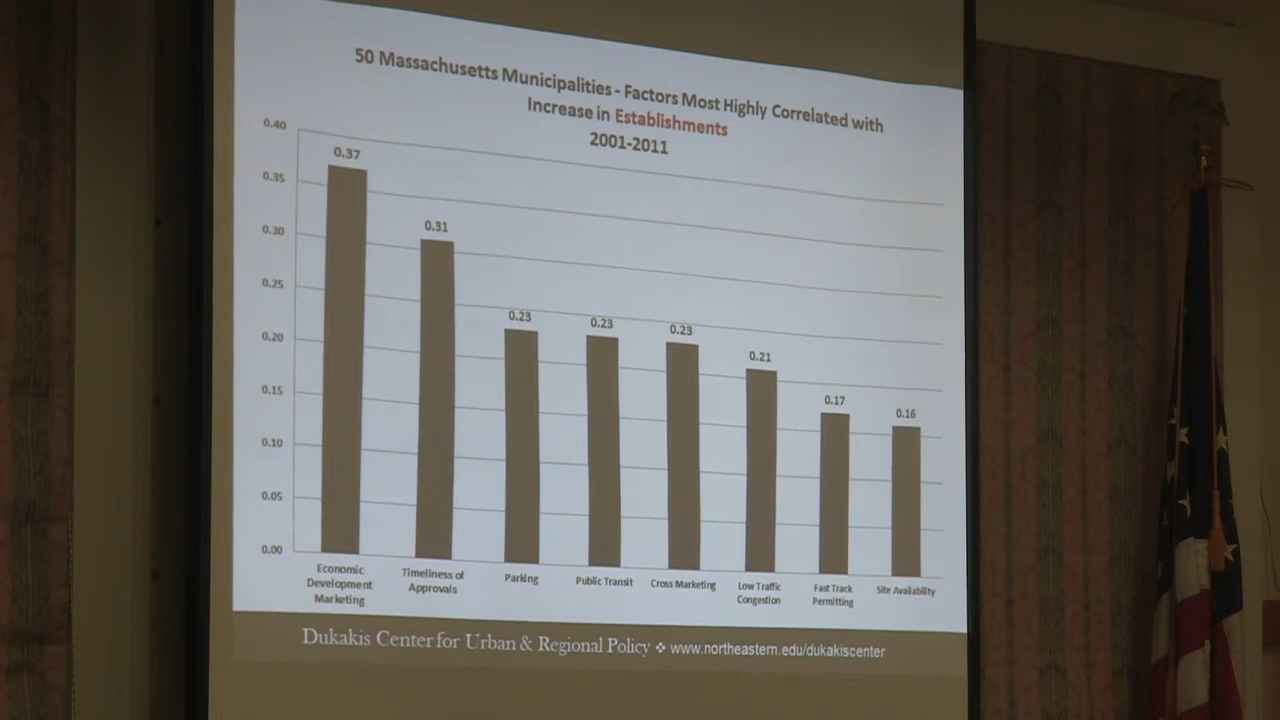 50 Massachusetts Municipalities - Factors Most Highly Correlated with
Increase in Establishments
2001-2011
0.40
0.35
0.30
0.25
0.20
0.15
0.10
0.05
0.00
0.37
0.31
0.23
0.23
0.23
0.21
0.17
0.16
Economic
Development
Marketing
Timeliness of
Approvals
Parking
Public Transit
Cross Marketing
Low Traffic
Congestion
Fast Track
Permitting
Site Availability
Dukakis Center for Urban & Regional Policy ❖ www.northeastern.edu/dukakiscenter